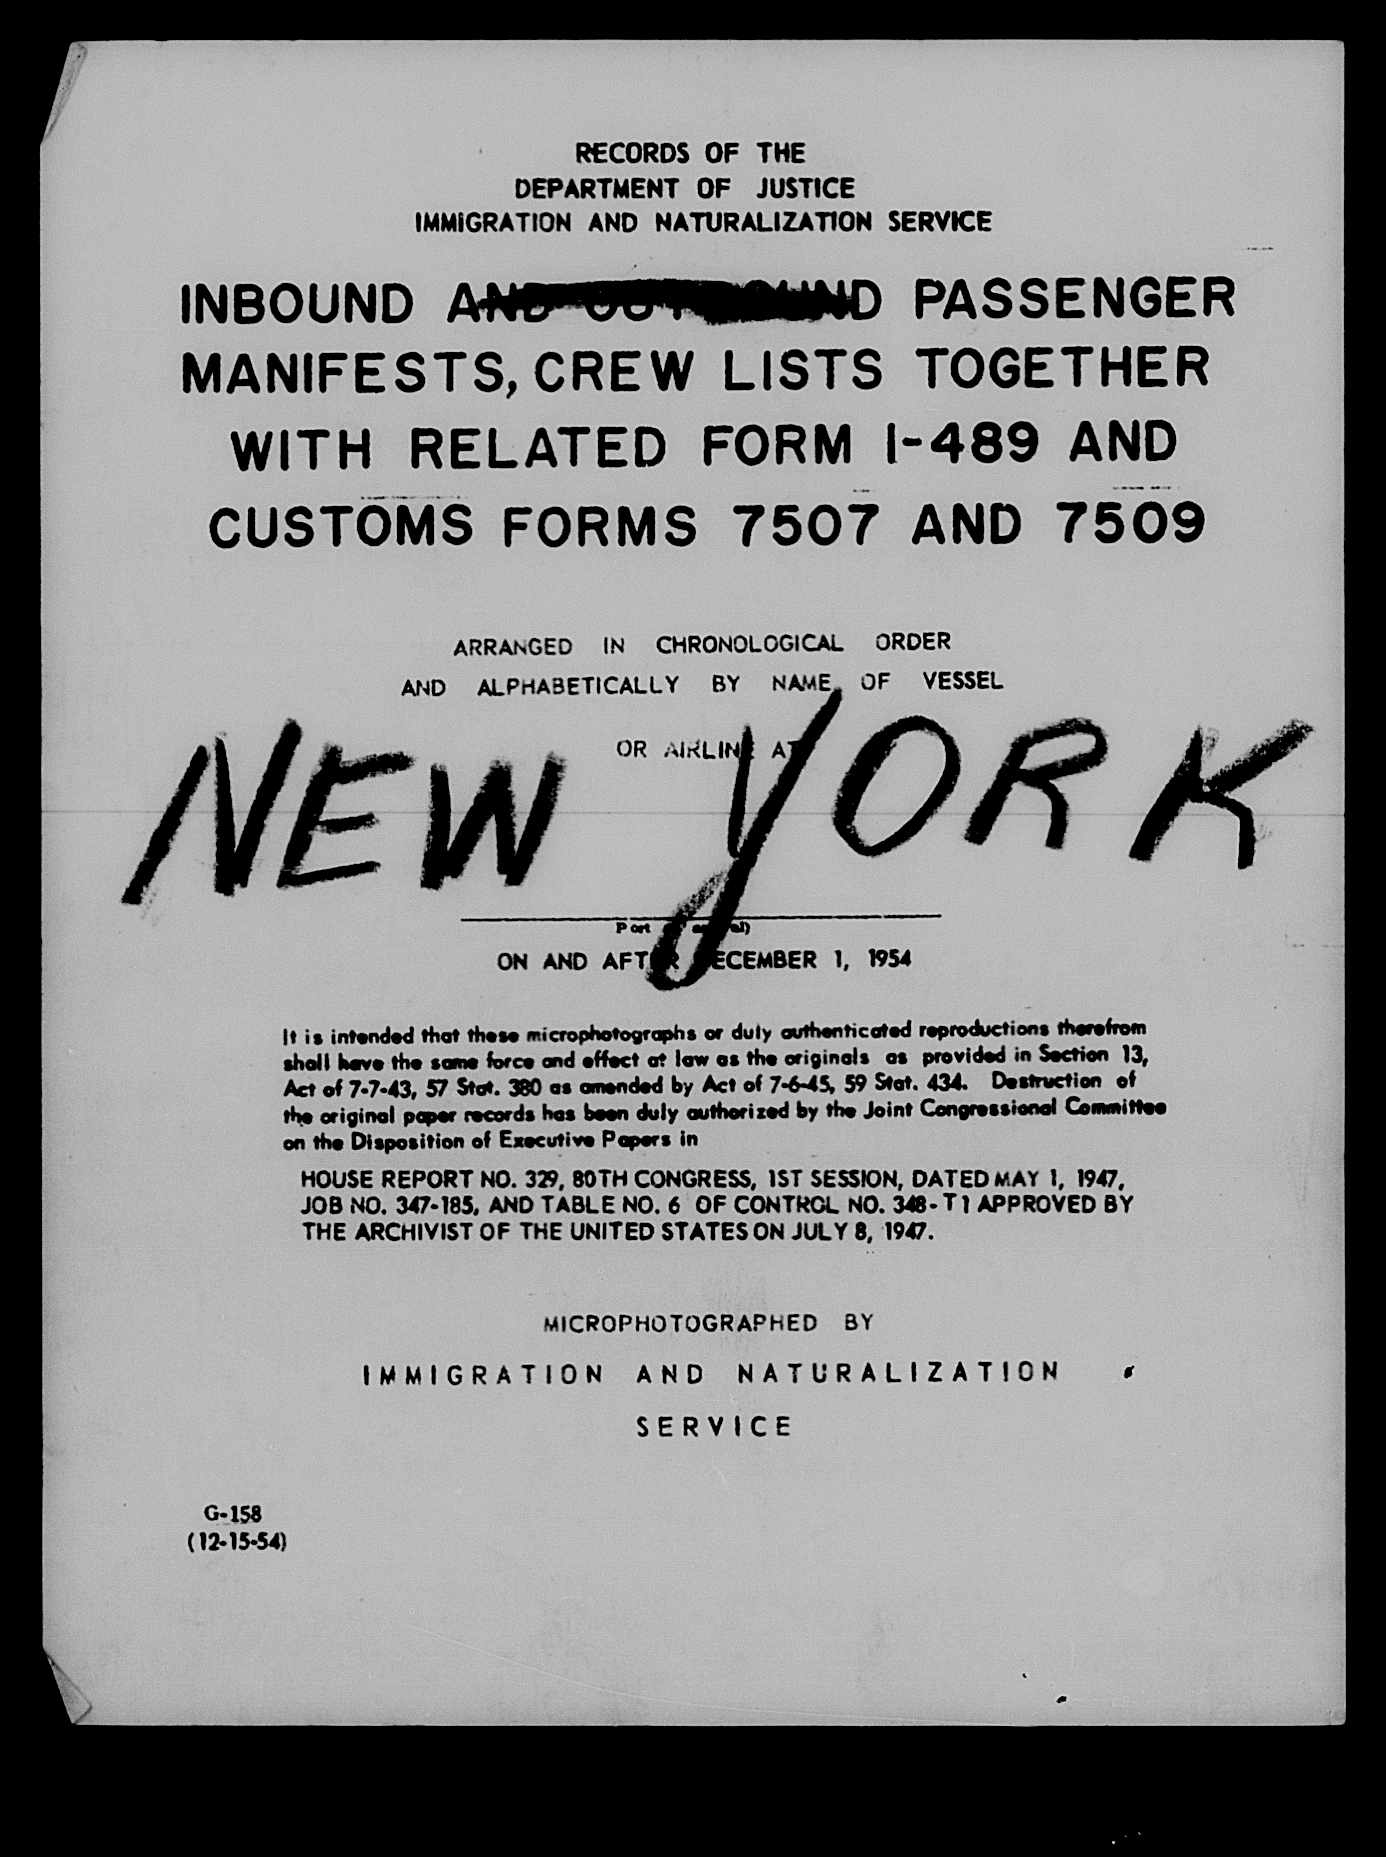 RECORDS OF THE
DEPARTMENT OF JUSTICE
IMMIGRATION AND NATURALIZATION SERVICE
INBOUND AND OUTBOUND PASSENGER
MANIFESTS, CREW LISTS TOGETHER
WITH RELATED FORM I-489 AND
CUSTOMS FORMS 7507 AND 7509
ARRANGED IN CHRONOLOGICAL ORDER
AND ALPHABETICALLY BY NAME OF VESSEL
OR AIRLINE AT
NEW YORK
Port
ON AND AFTER DECEMBER 1, 1954
It is intended that these microphotographs or duly authenticated reproductions therefrom
shall have the same force and effect at law as the originals as provided in Section 13,
Act of 7-7-43, 57 Stat. 380 as amended by Act of 7-6-45, 59 Stat. 434. Destruction of
the original paper records has been duly authorized by the Joint Congressional Committee
on the Disposition of Executive Papers in
HOUSE REPORT NO. 329, 80TH CONGRESS, 1ST SESSION, DATED MAY 1, 1947,
JOB NO. 347-185, AND TABLE NO. 6 OF CONTROL NO. 348-T1 APPROVED BY
THE ARCHIVIST OF THE UNITED STATES ON JULY 8, 1947.
MICROPHOTOGRAPHED BY
IMMIGRATION AND NATURALIZATION
SERVICE
G-158
(12-15-54)